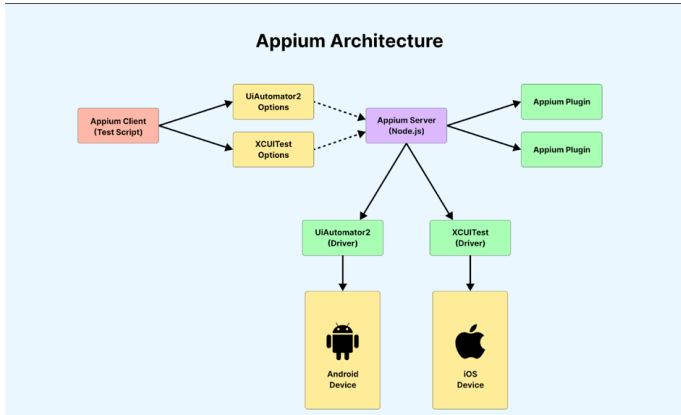 Appium Architecture
UiAutomator2
Options
Appium Client
(Test Script)
XCUITest
Options
Appium Server
(Node.js)
Appium Plugin
Appium Plugin
UiAutomator2
(Driver)
XCUITest
(Driver)
Android
Device
iOS
Device